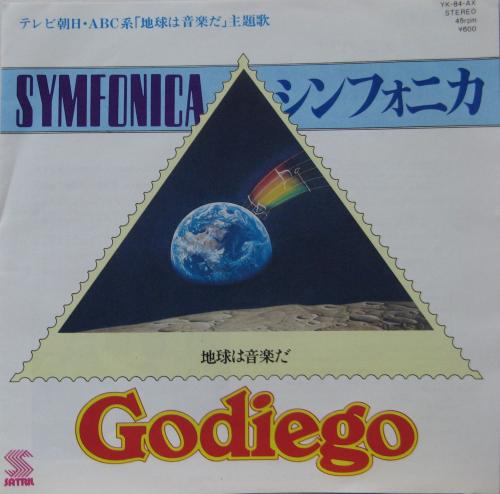 YK-84-AX
STEREO
45rpm
¥600
テレビ朝日・ABC系「地球は音楽だ」主題歌
SYMFONICA シンフォニカ
地球は音楽だ
Godiego
SATRIL